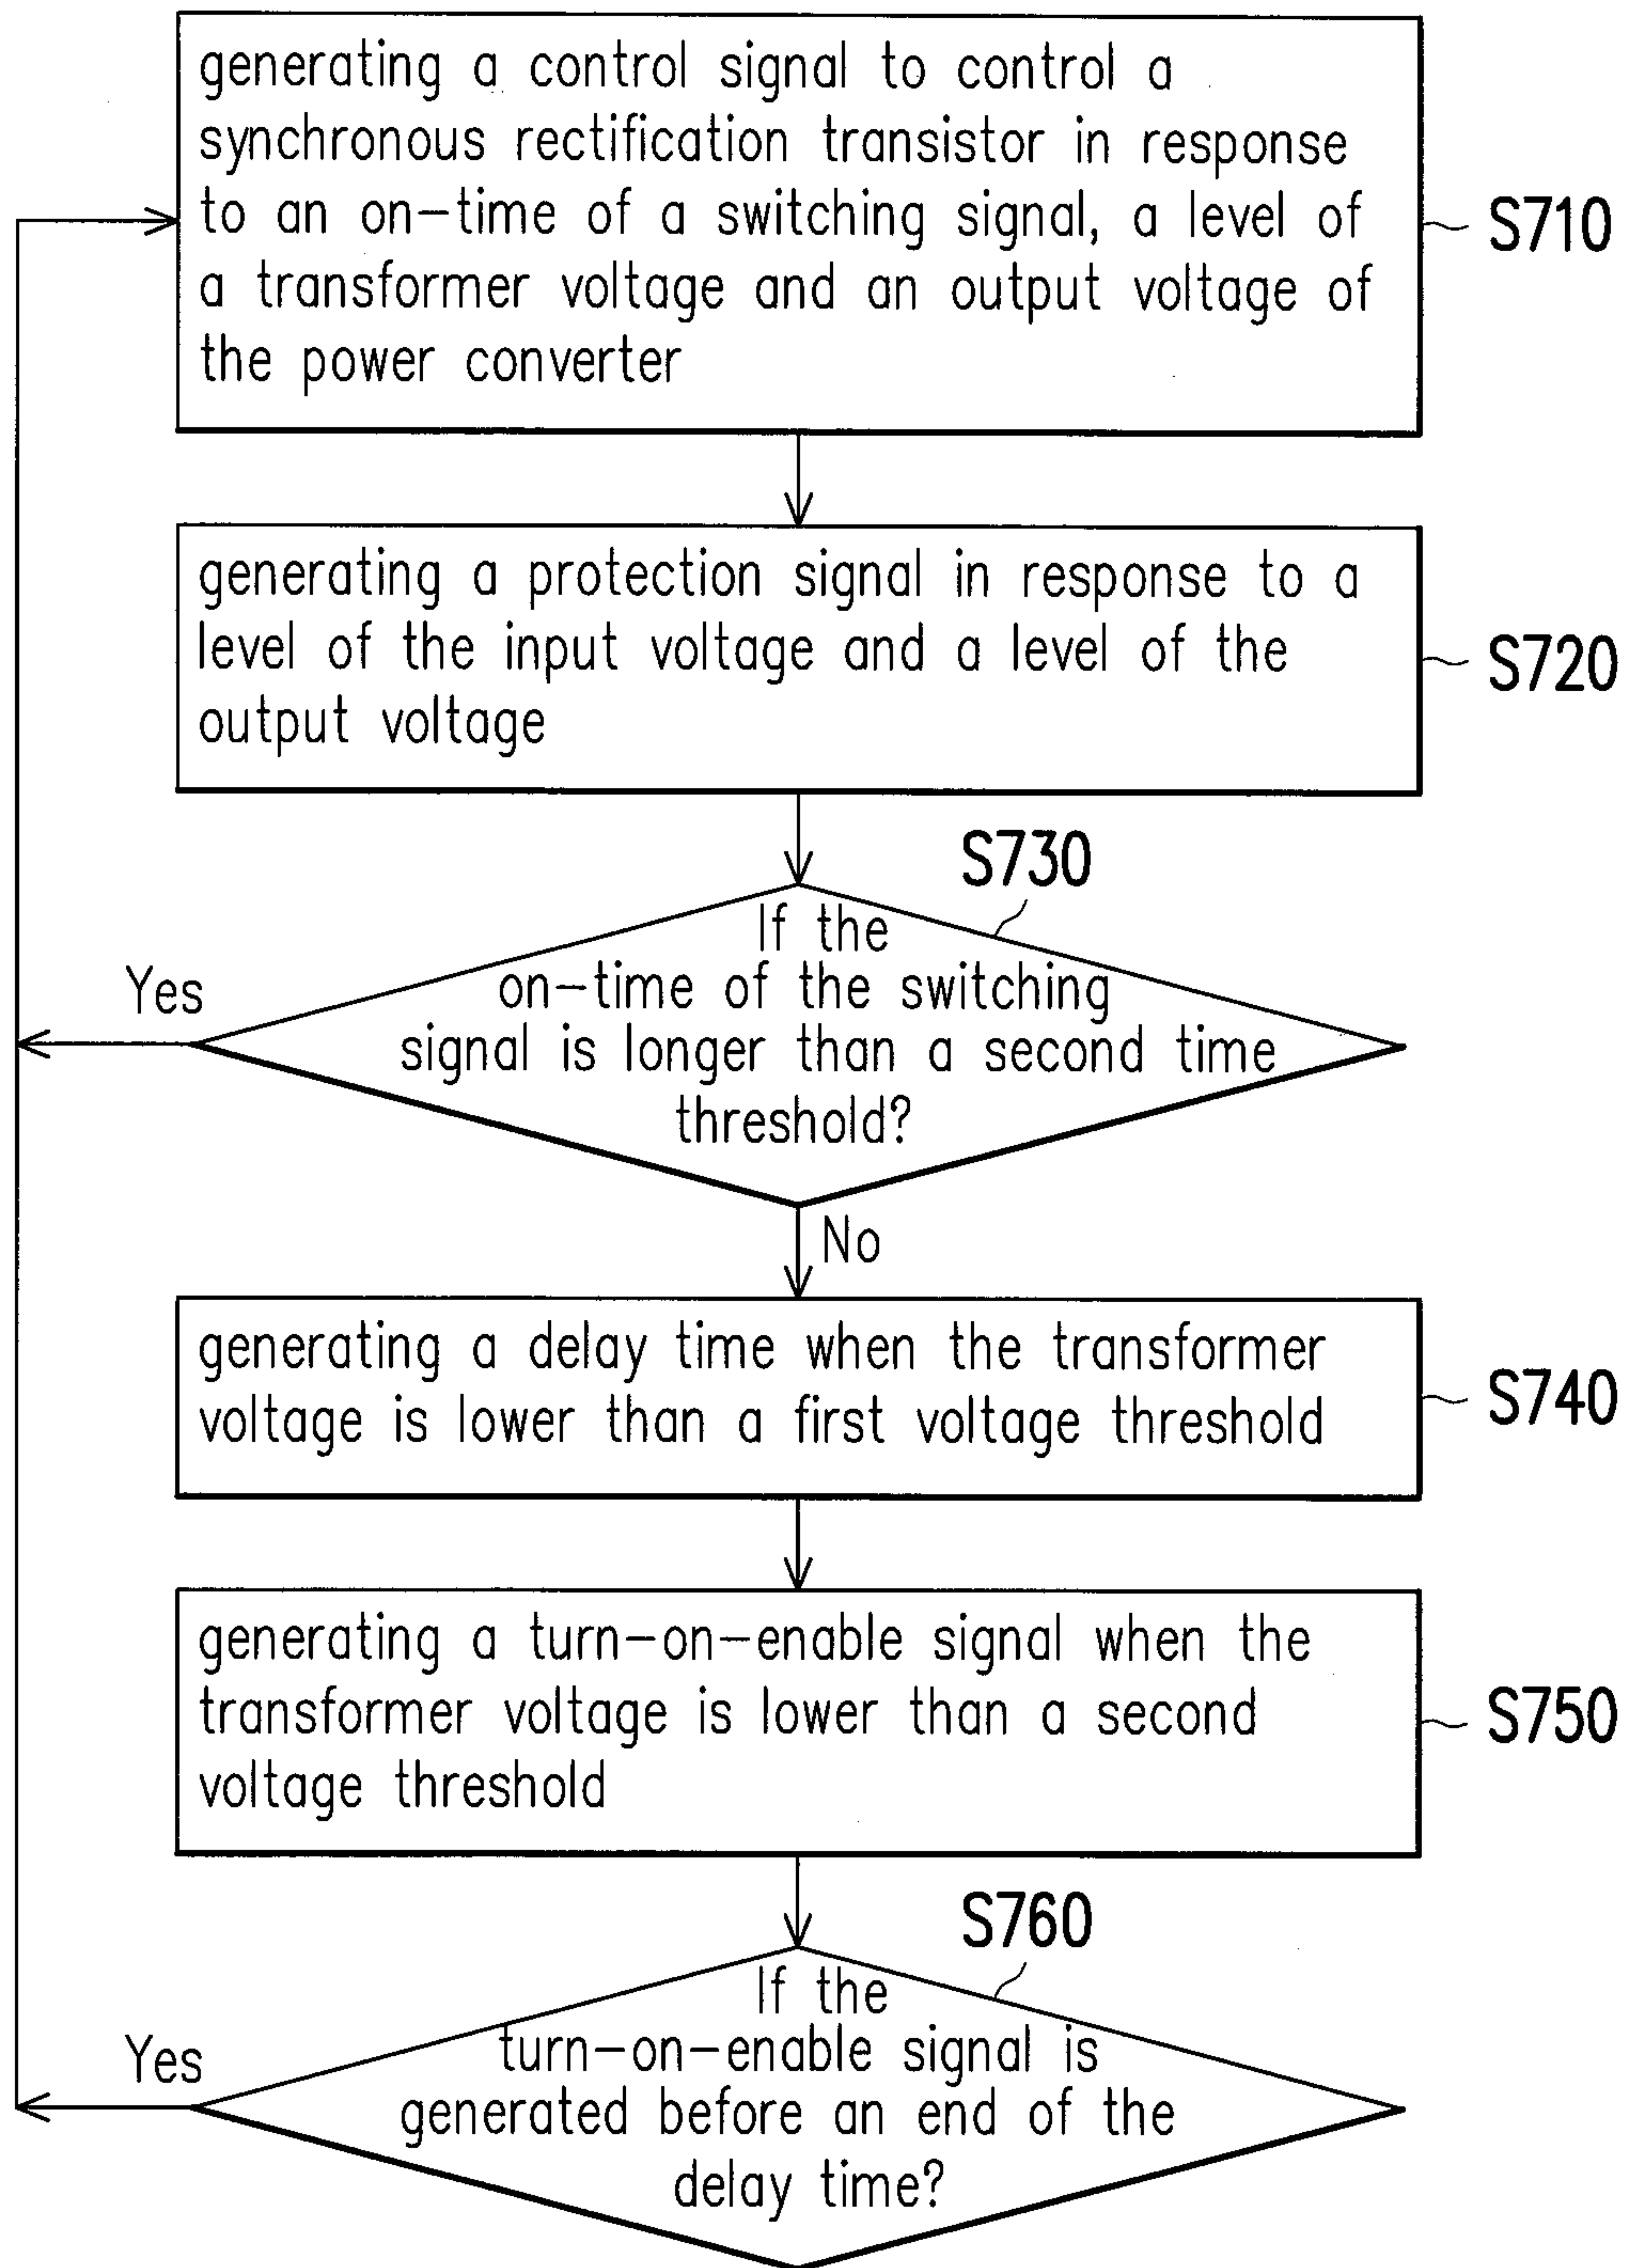 generating a control signal to control a
synchronous rectification transistor in response
to an on-time of a switching signal, a level of
a transformer voltage and an output voltage of
the power converter
S710
generating a protection signal in response to a
level of the input voltage and a level of the
output voltage
S720
S730
If the
on-time of the switching
signal is longer than a second time
threshold?
Yes
No
generating a delay time when the transformer
voltage is lower than a first voltage threshold
S740
generating a turn-on-enable signal when the
transformer voltage is lower than a second
voltage threshold
S750
S760
If the
turn-on-enable signal is
generated before an end of the
delay time?
Yes